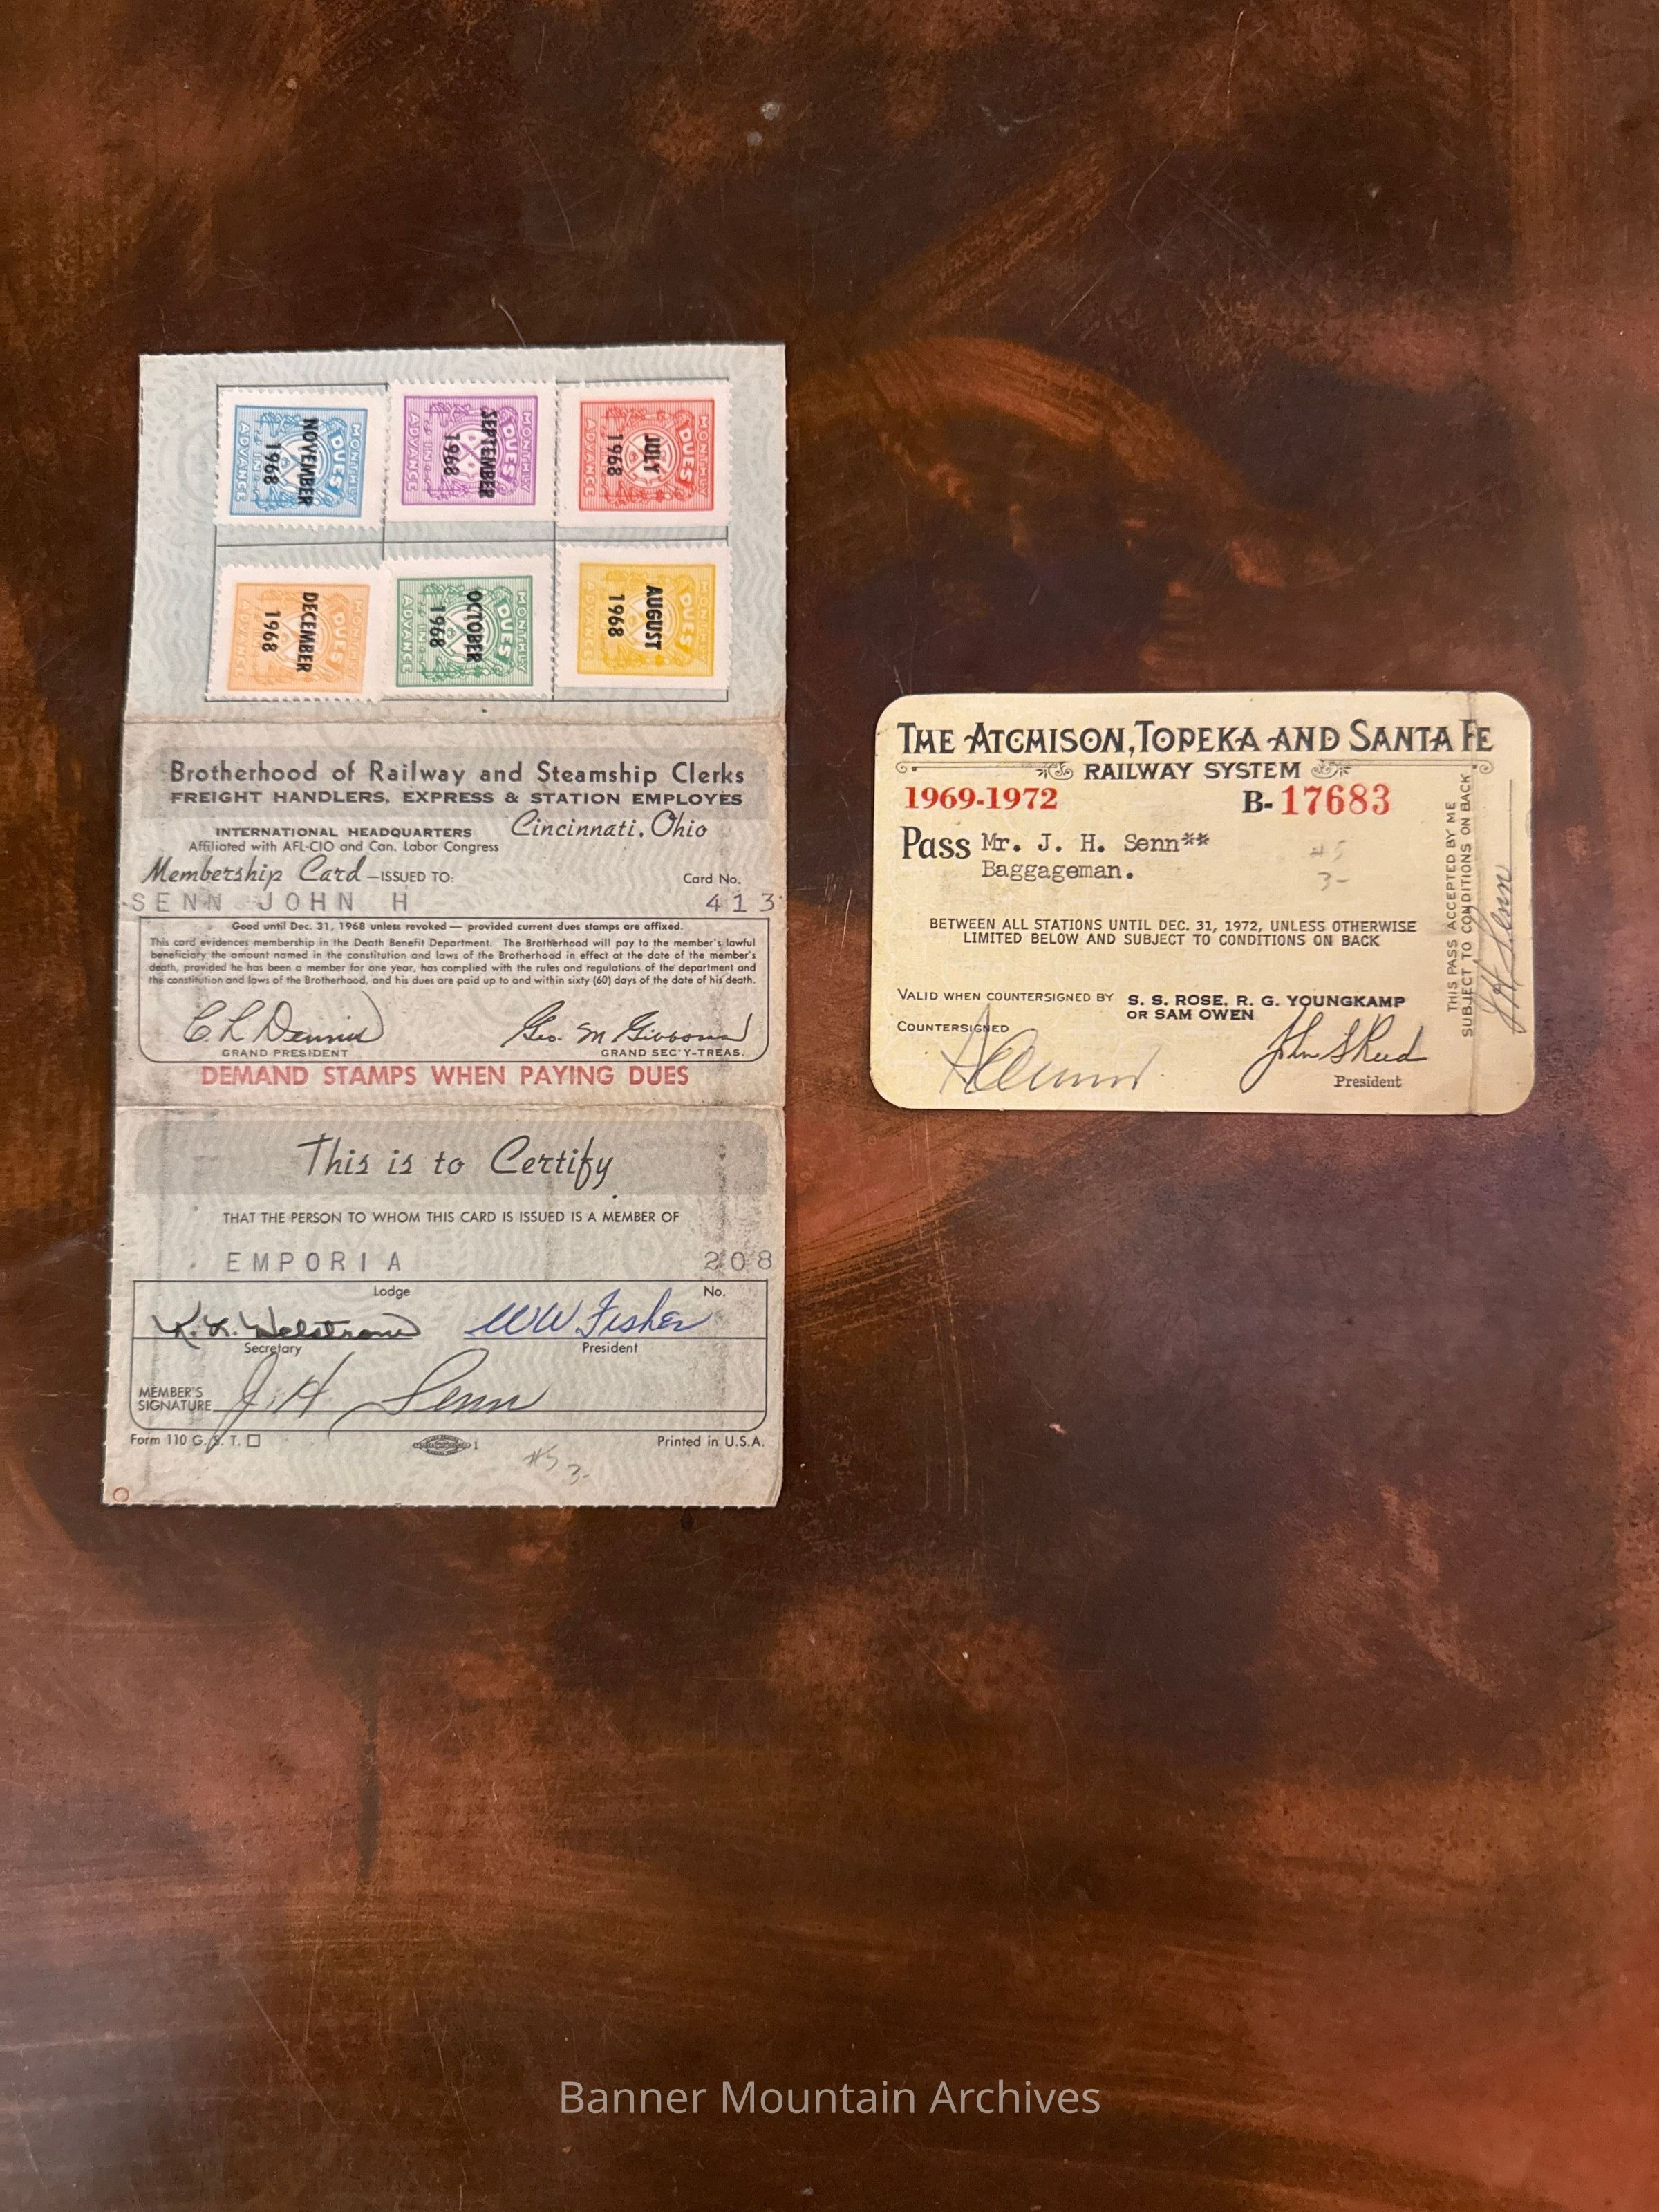 MONTHLY
DUES
IN
ADVANCE
NOVEMBER
1968
MONTHLY
DUES
IN
ADVANCE
SEPTEMBER
1968
MONTHLY
DUES
IN
ADVANCE
JULY
1968
MONTHLY
DUES
IN
ADVANCE
DECEMBER
1968
MONTHLY
DUES
IN
ADVANCE
OCTOBER
1968
MONTHLY
DUES
IN
ADVANCE
AUGUST
1968
Brotherhood of Railway and Steamship Clerks
FREIGHT HANDLERS, EXPRESS & STATION EMPLOYES
INTERNATIONAL HEADQUARTERS Cincinnati, Ohio
Affiliated with AFL-CIO and Can. Labor Congress
Membership Card—ISSUED TO: Card No.
SENN JOHN H 413
Good until Dec. 31, 1968 unless revoked — provided current dues stamps are affixed.
This card evidences membership in the Death Benefit Department. The Brotherhood will pay to the member's lawful
beneficiary the amount named in the constitution and laws of the Brotherhood in effect at the date of the member's
death, provided he has been a member for one year, has complied with the rules and regulations of the department and
the constitution and laws of the Brotherhood, and his dues are paid up to and within sixty (60) days of the date of his death.
C L Dennis Geo. M Gibbons
GRAND PRESIDENT GRAND SEC'Y-TREAS.
DEMAND STAMPS WHEN PAYING DUES
This is to Certify
THAT THE PERSON TO WHOM THIS CARD IS ISSUED IS A MEMBER OF
EMPORIA 208
Lodge No.
WW Fisher
Secretary President
MEMBER'S
SIGNATURE J. H. Senn
Form 110 G. S. T. Printed in U.S.A.
#5
3-
THE ATCHISON, TOPEKA AND SANTA FE
RAILWAY SYSTEM
1969-1972 B-17683
Pass Mr. J. H. Senn**
Baggageman.
#5
3-
BETWEEN ALL STATIONS UNTIL DEC. 31, 1972, UNLESS OTHERWISE
LIMITED BELOW AND SUBJECT TO CONDITIONS ON BACK
VALID WHEN COUNTERSIGNED BY S. S. ROSE, R. G. YOUNGKAMP
OR SAM OWEN
COUNTERSIGNED
John S Reed
President
THIS PASS ACCEPTED BY ME
SUBJECT TO CONDITIONS ON BACK
J H Senn
Banner Mountain Archives